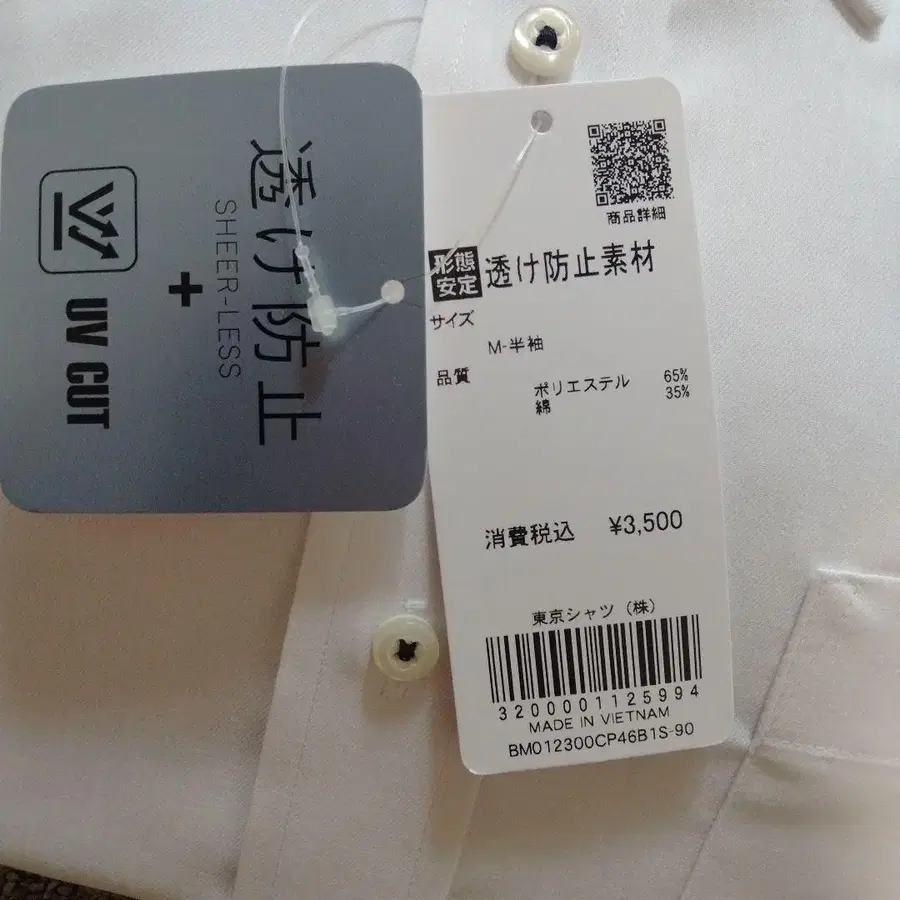 透け防止
SHEER-LESS
+
UV CUT
商品詳細
形態
安定
透け防止素材
サイズ
M-半袖
品質
ポリエステル 65%
綿 35%
消費税込 ¥3,500
東京シャツ（株）
3200001125994
MADE IN VIETNAM
BM012300CP46B1S-90